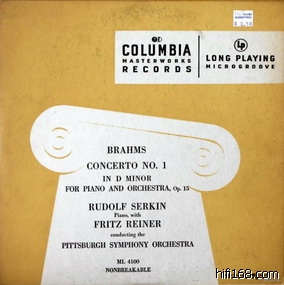 COLUMBIA
MASTERWORKS
RECORDS
LP
LONG PLAYING
MICROGROOVE
BRAHMS
CONCERTO NO. 1
IN D MINOR
FOR PIANO AND ORCHESTRA, Op. 15
RUDOLF SERKIN
Piano, with
FRITZ REINER
conducting the
PITTSBURGH SYMPHONY ORCHESTRA
ML 4100
NONBREAKABLE
hifi168.com